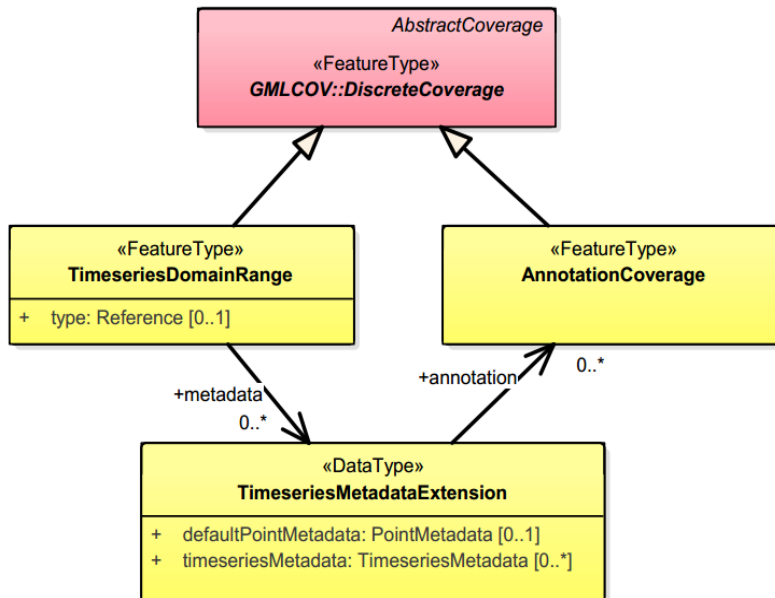 AbstractCoverage
«FeatureType»
GMLCOV::DiscreteCoverage
«FeatureType»
TimeseriesDomainRange
+ type: Reference [0..1]
«FeatureType»
AnnotationCoverage
+metadata
0..*
+annotation
0..*
«DataType»
TimeseriesMetadataExtension
+ defaultPointMetadata: PointMetadata [0..1]
+ timeseriesMetadata: TimeseriesMetadata [0..*]